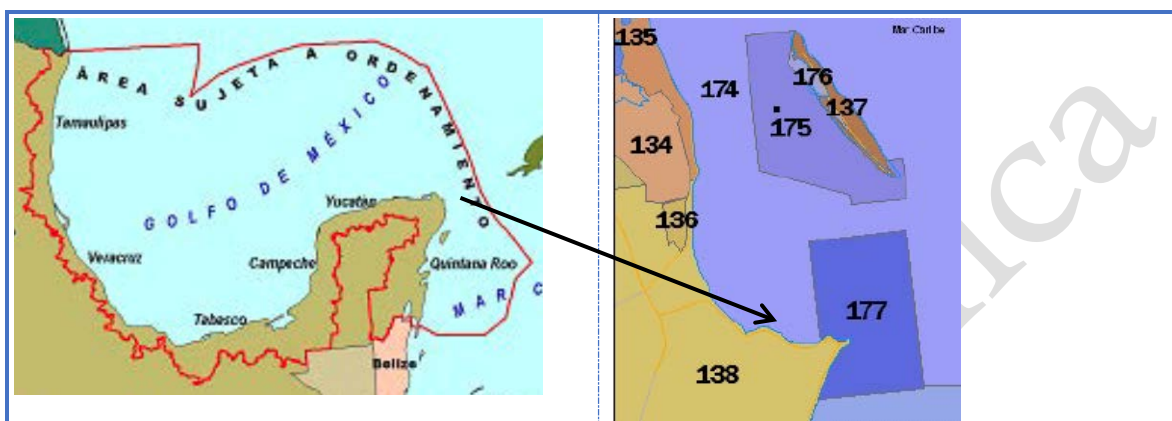 ÁREA SUJETA A ORDENAMIENTO
Tamaulipas
GOLFO DE MÉXICO
Yucatán
Veracruz
Campeche
Quintana Roo
MAR C
Tabasco
Belize
Mar Caribe
135
174
176
137
175
134
136
177
138